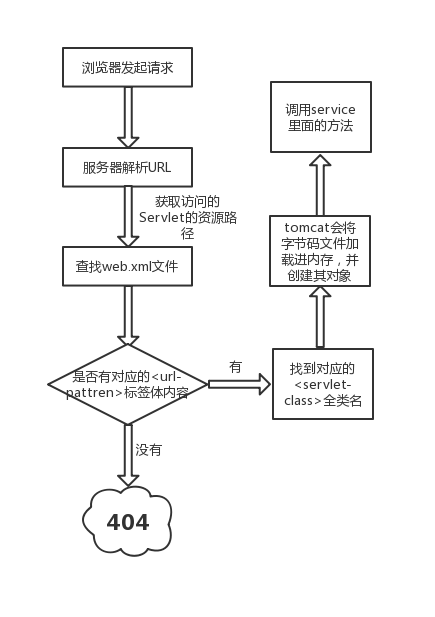 浏览器发起请求
服务器解析URL
获取访问的
Servlet的资源路
径
查找web.xml文件
是否有对应的<url-
pattren>标签体内容
没有
404
有
找到对应的
<servlet-
class>全类名
tomcat会将
字节码文件加
载进内存，并
创建其对象
调用service
里面的方法